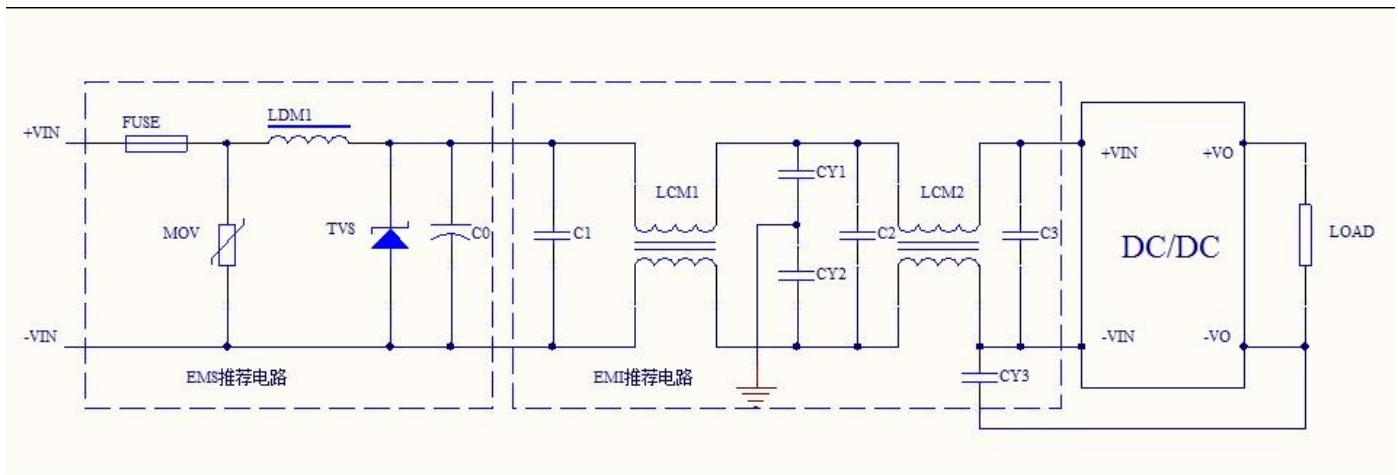 FUSE
LDM1
+VIN
MOV
TVS
C0
-VIN
EMS推荐电路
C1
LCM1
CY1
CY2
C2
LCM2
C3
EMI推荐电路
CY3
+VIN
+VO
DC/DC
-VIN
-VO
LOAD